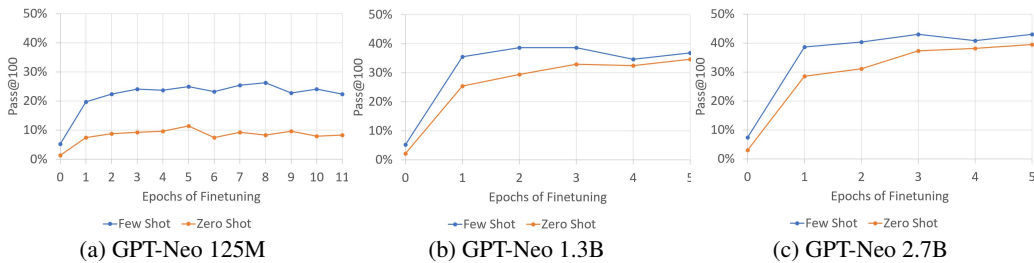 50%
40%
30%
20%
10%
0%
Pass@100
0 1 2 3 4 5 6 7 8 9 10 11
Epochs of Finetuning
Few Shot Zero Shot
(a) GPT-Neo 125M
50%
40%
30%
20%
10%
0%
Pass@100
0 1 2 3 4 5
Epochs of Finetuning
Few Shot Zero Shot
(b) GPT-Neo 1.3B
50%
40%
30%
20%
10%
0%
Pass@100
0 1 2 3 4 5
Epochs of Finetuning
Few Shot Zero Shot
(c) GPT-Neo 2.7B